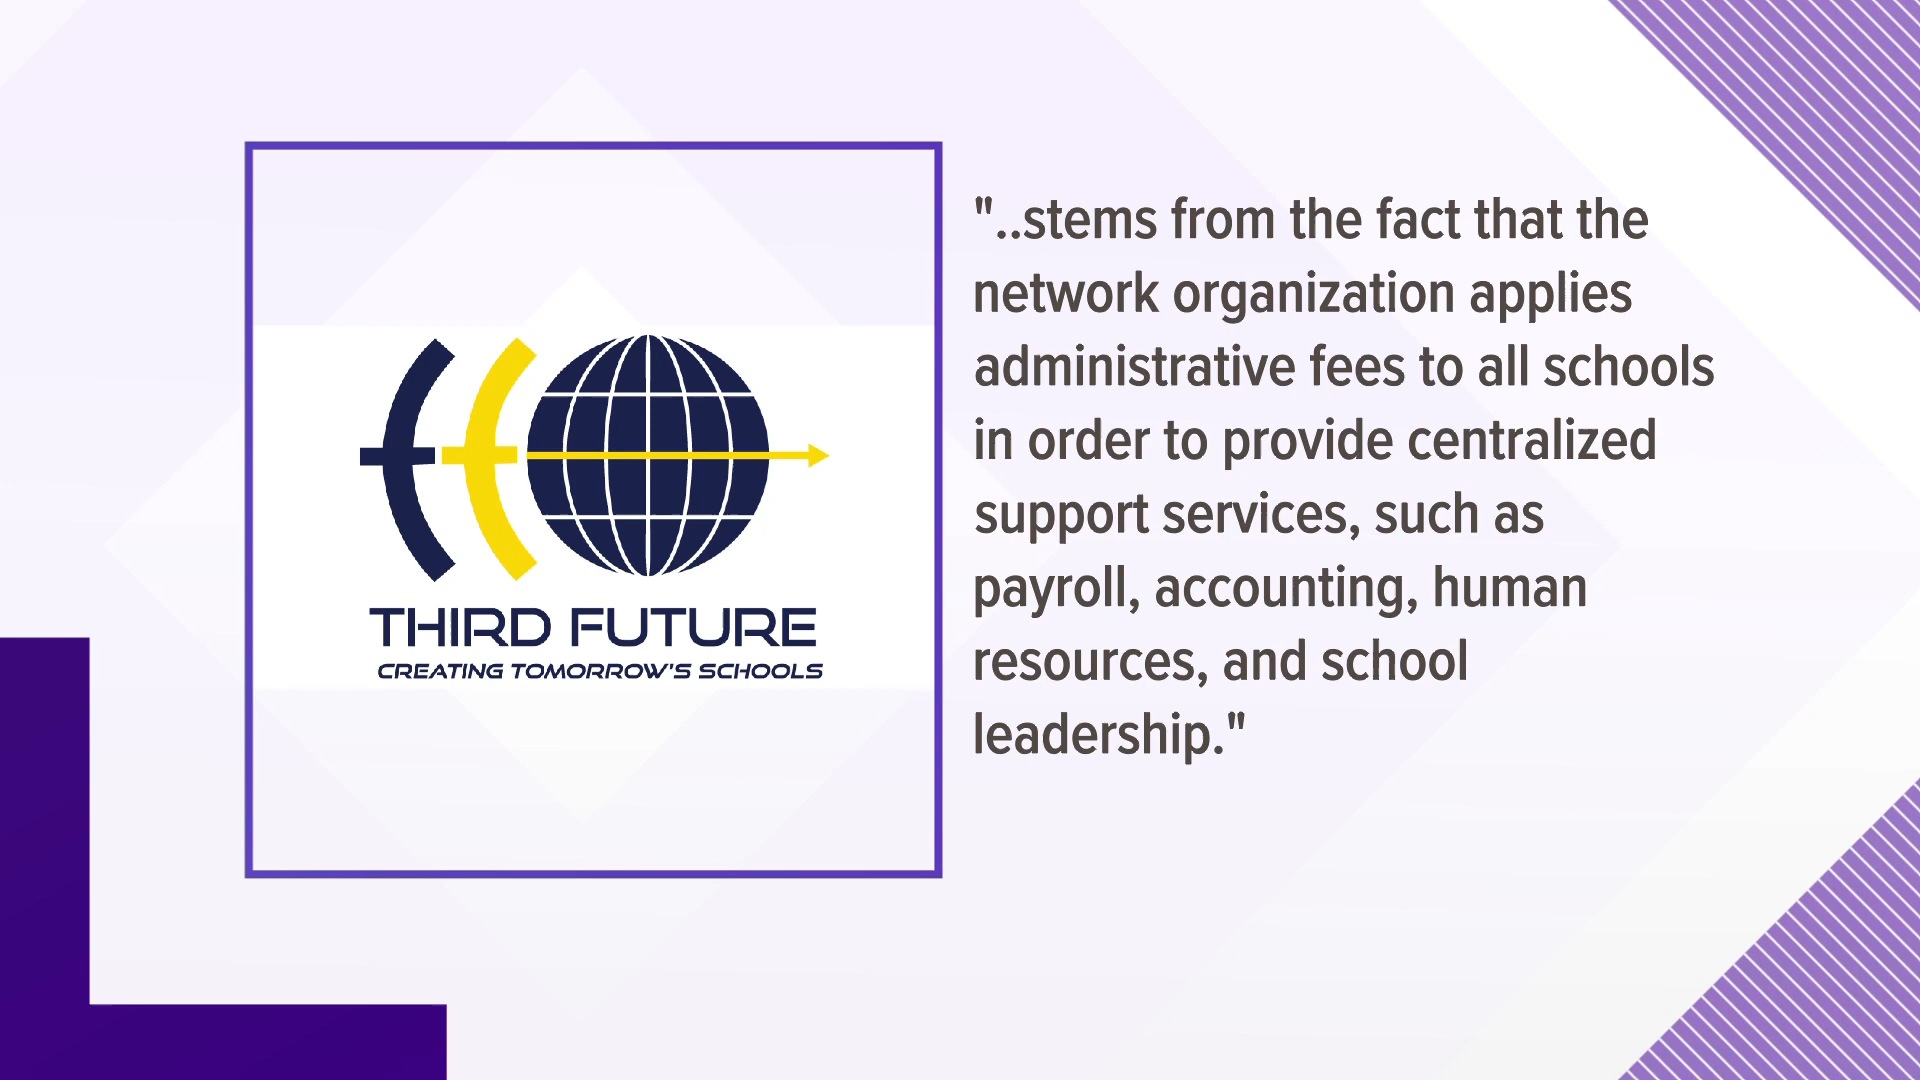 THIRD FUTURE
CREATING TOMORROW'S SCHOOLS
"..stems from the fact that the
network organization applies
administrative fees to all schools
in order to provide centralized
support services, such as
payroll, accounting, human
resources, and school
leadership."